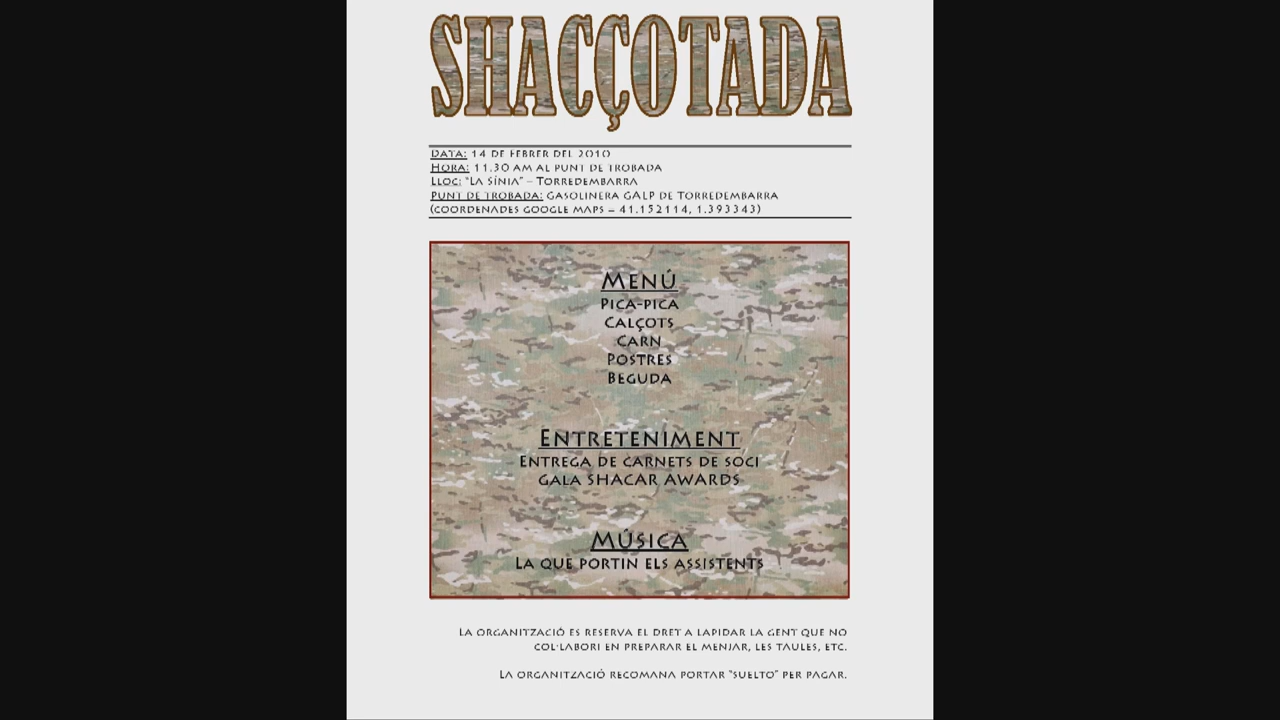 SHACÇOTADA
DATA: 14 DE FEBRER DEL 2010
HORA: 11.30 AM AL PUNT DE TROBADA
LLOC: "LA SÍNIA" – TORREDEMBARRA
PUNT DE TROBADA: GASOLINERA GALP DE TORREDEMBARRA
(COORDENADES GOOGLE MAPS – 41.152114, 1.393343)
MENÚ
PICA-PICA
CALÇOTS
CARN
POSTRES
BEGUDA
ENTRETENIMENT
ENTREGA DE CARNETS DE SOCI
GALA SHACAR AWARDS
MÚSICA
LA QUE PORTIN ELS ASSISTENTS
LA ORGANITZACIÓ ES RESERVA EL DRET A LAPIDAR LA GENT QUE NO
COL·LABORI EN PREPARAR EL MENJAR, LES TAULES, ETC.
LA ORGANITZACIÓ RECOMANA PORTAR "SUELTO" PER PAGAR.